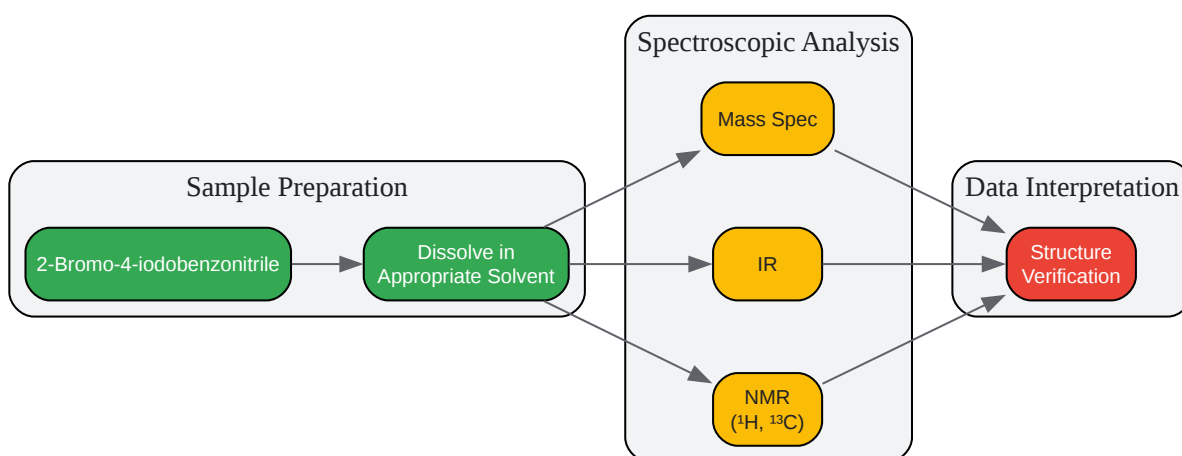 Sample Preparation
2-Bromo-4-iodobenzonitrile
Dissolve in
Appropriate Solvent
Spectroscopic Analysis
Mass Spec
IR
NMR
(¹H, ¹³C)
Data Interpretation
Structure
Verification